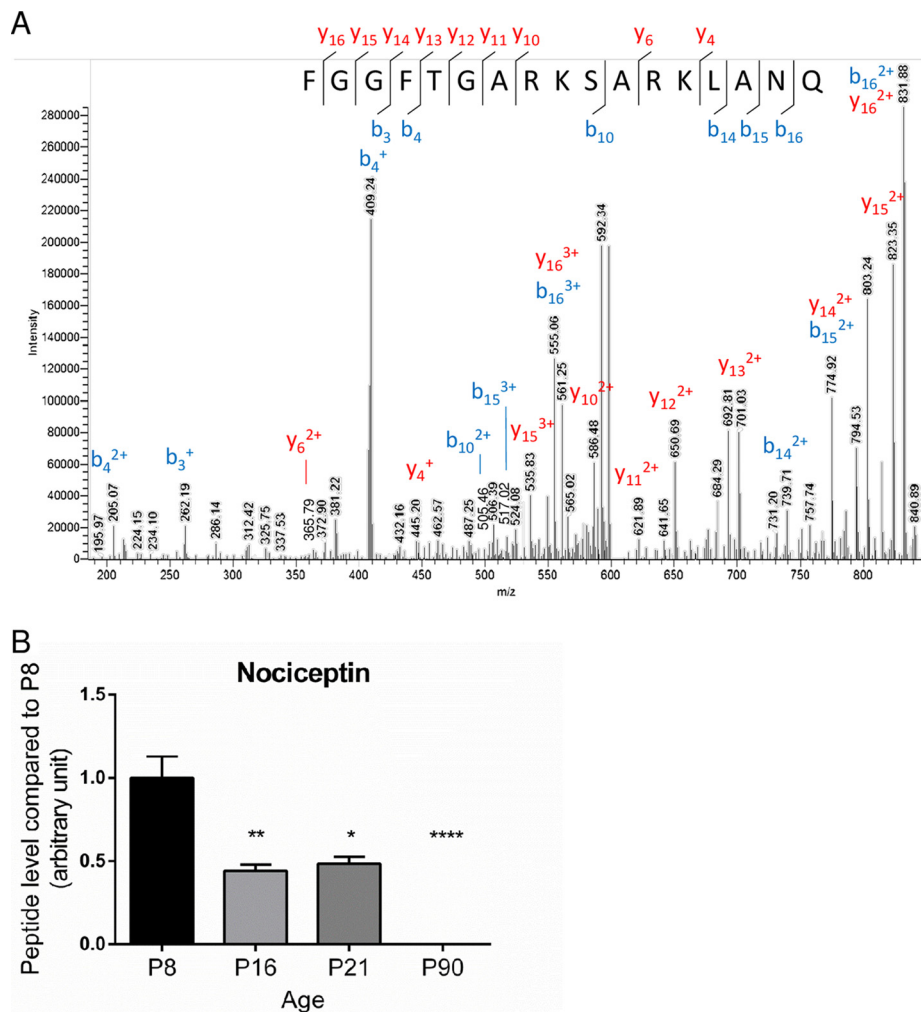 A
y16 y15 y14 y13 y12 y11 y10 y6 y4
F G G F T G A R K S A R K L A N Q
b3 b4 b10 b14 b15 b16
b16 2+
y16 2+
831.88
280000
260000
240000
220000
200000
180000
160000
140000
120000
100000
80000
60000
40000
20000
0
Intensity
b4+
409.24
y15 2+
823.35
592.34
y16 3+
b16 3+
555.06
561.25
y14 2+
b15 2+
774.92
803.24
794.53
b15 3+
y10 2+
586.48
y12 2+
650.69
y13 2+
692.81
701.03
b4 2+
205.07
b3+
262.19
y6 2+
365.79
y4+
445.20
b10 2+
505.46
y15 3+
535.83
y11 2+
621.89
b14 2+
739.71
195.97 224.15 234.10 286.14 312.42 325.75 337.53 372.90 381.22 432.16 462.57 487.25 506.39 517.02 524.08 565.02 641.65 684.29 731.20 757.74 840.89
200 250 300 350 400 450 500 550 600 650 700 750 800
m/z
B
Nociceptin
Peptide level compared to P8
(arbitrary unit)
1.5
1.0
0.5
0.0
** * ****
P8 P16 P21 P90
Age